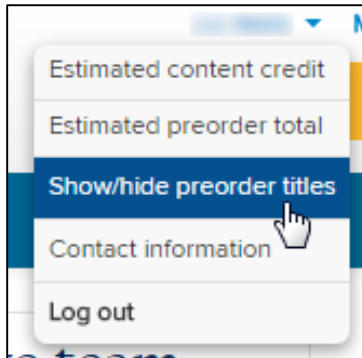 Estimated content credit
Estimated preorder total
Show/hide preorder titles
Contact information
Log out